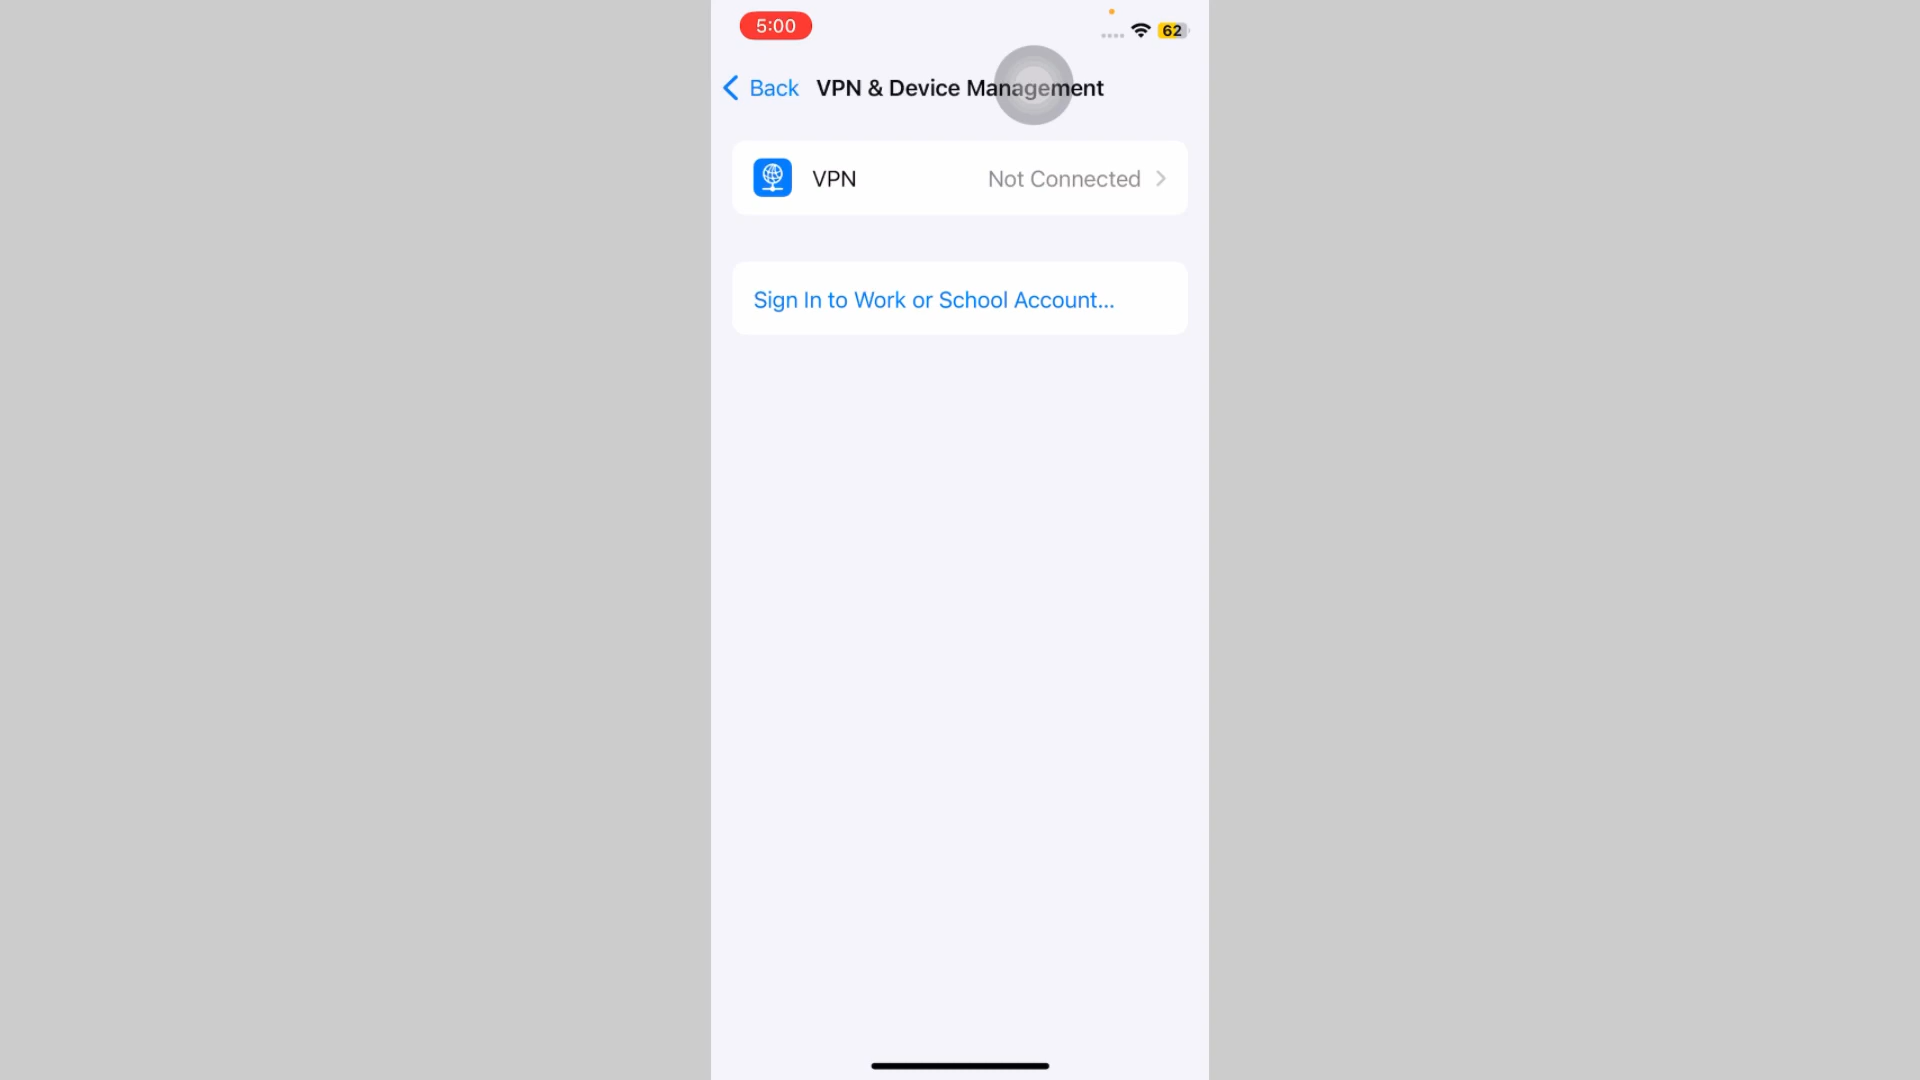 5:00
62
Back
VPN & Device Management
VPN
Not Connected
Sign In to Work or School Account...